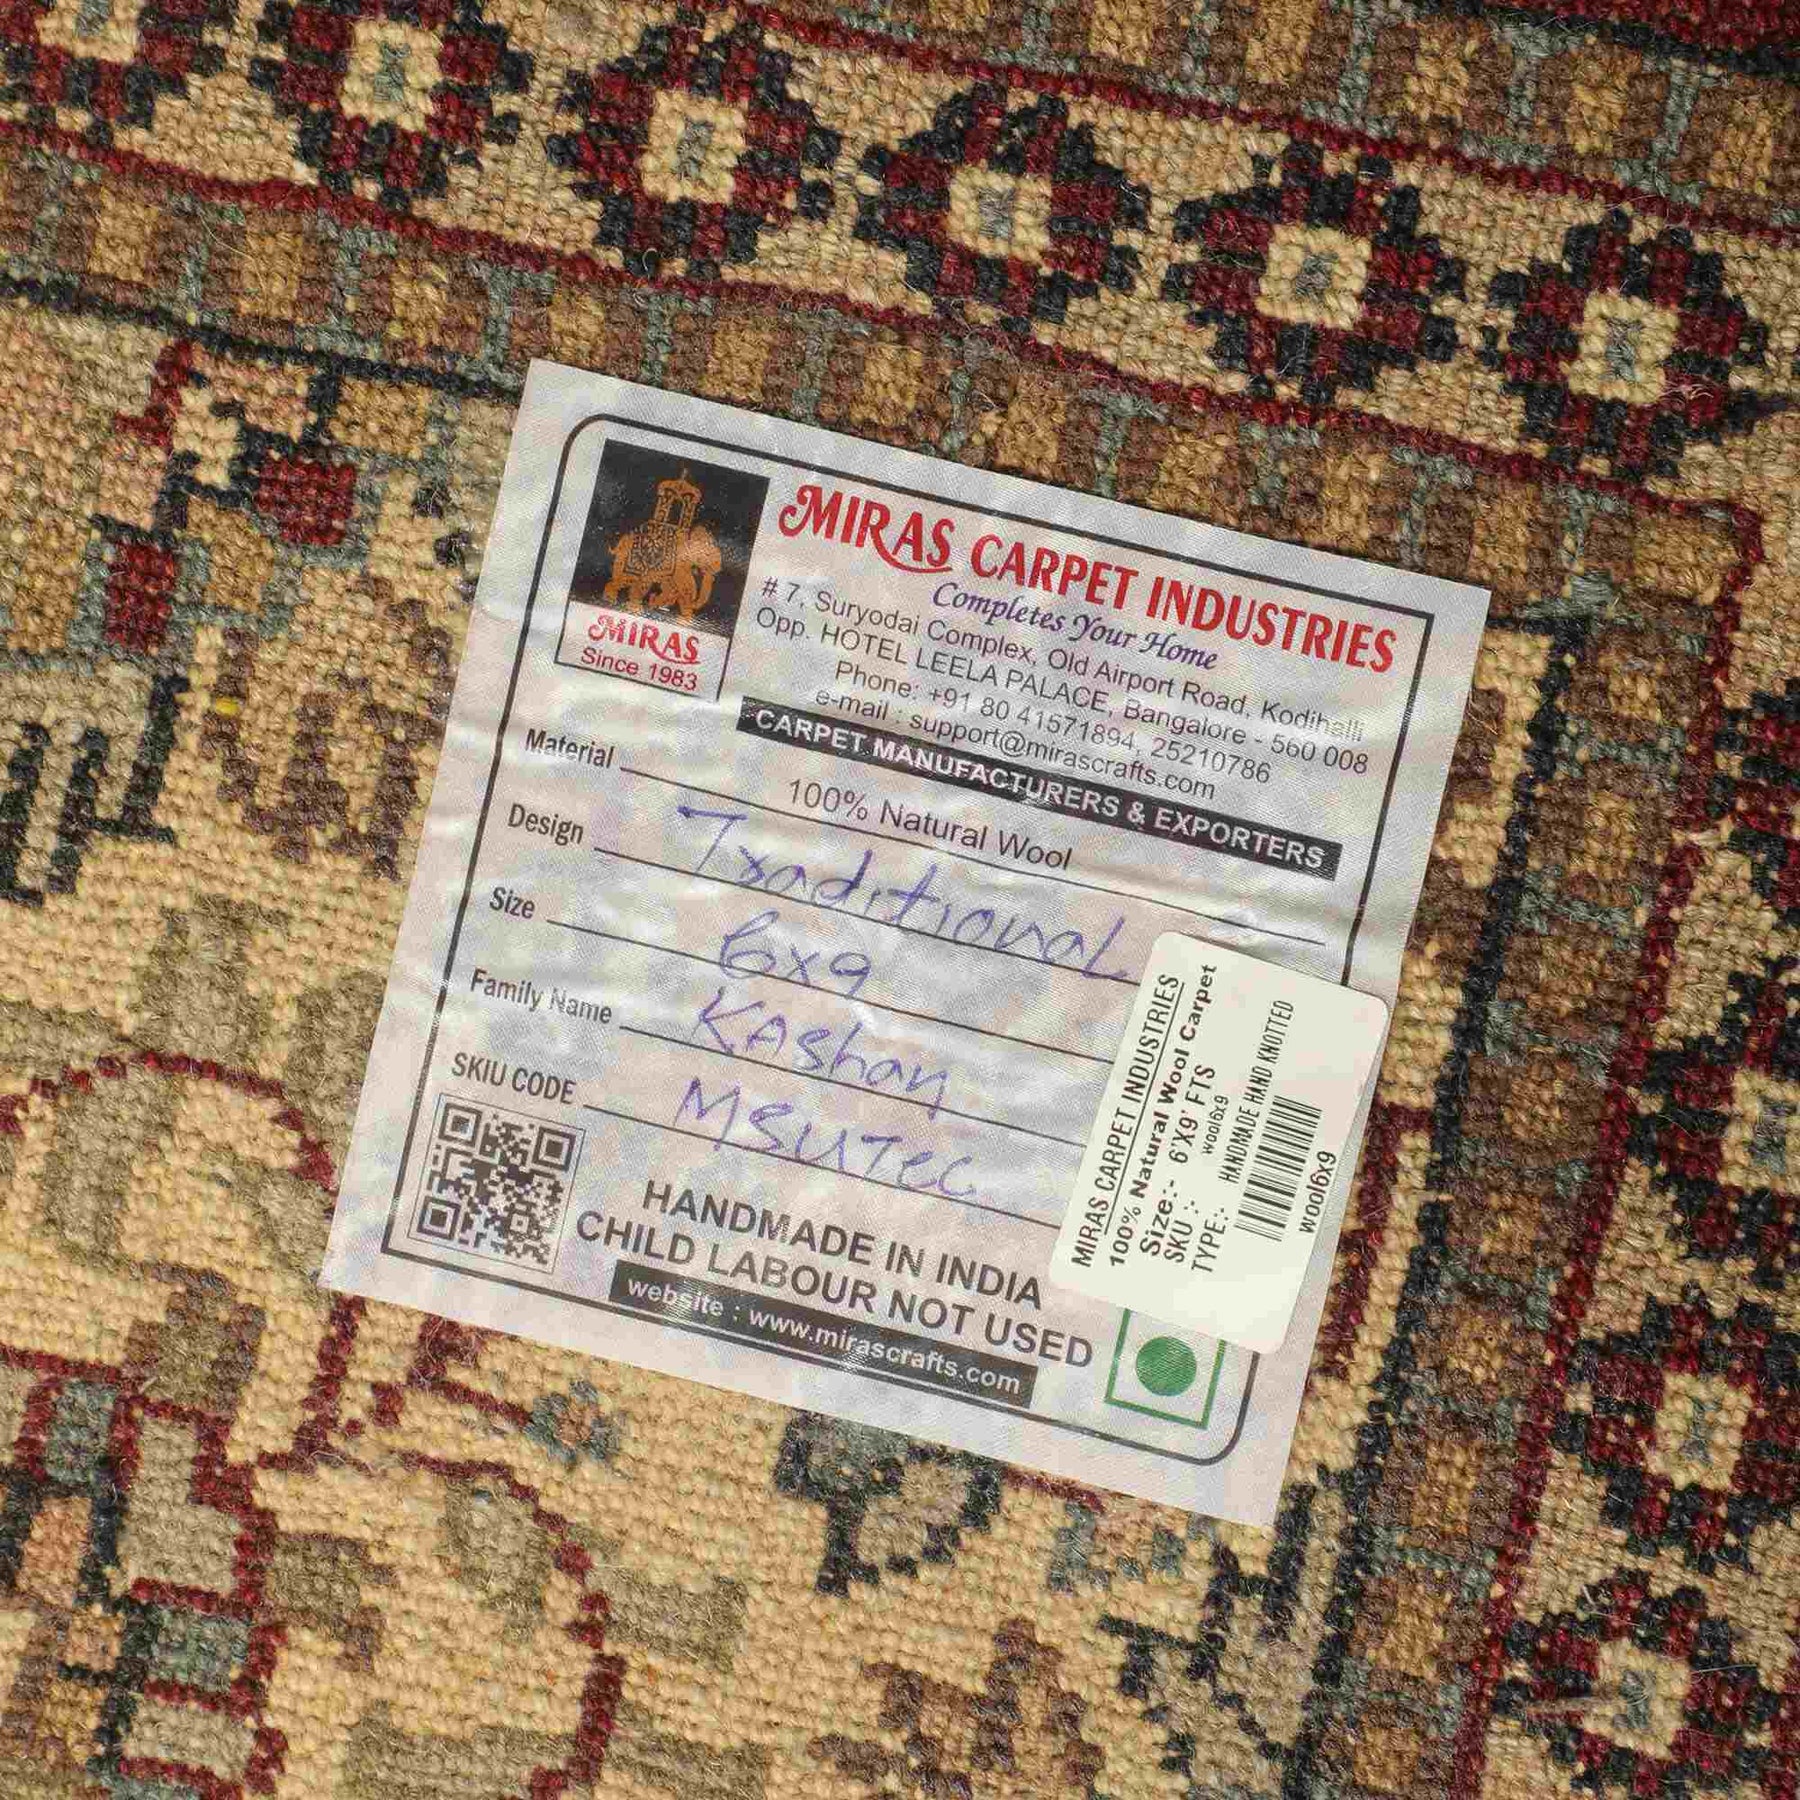 MIRAS CARPET INDUSTRIES
Completes Your Home
# 7, Suryodai Complex, Old Airport Road, Kodihalli
Opp. HOTEL LEELA PALACE, Bangalore - 560 008
Phone: +91 80 41571894, 25210786
e-mail : support@mirascrafts.com
CARPET MANUFACTURERS & EXPORTERS
MIRAS
Since 1983
Material 100% Natural Wool
Design Traditional
Size 6x9
Family Name Kashan
SKIU CODE MSUTec
HANDMADE IN INDIA
CHILD LABOUR NOT USED
website : www.mirascrafts.com
MIRAS CARPET INDUSTRIES
100% Natural Wool Carpet
Size:- 6'X9' FTS
SKU :- wool6x9
TYPE:- HANDMADE HAND KNOTTED
wool6x9